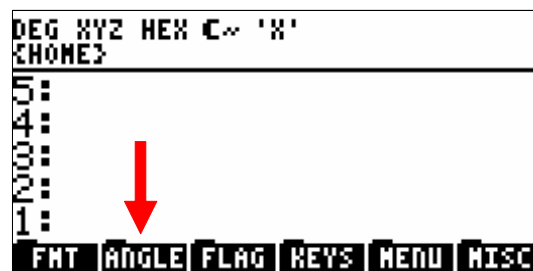 DEG XYZ HEX C~ 'X'
{HOME}
5:
4:
3:
2:
1:
FMT ANGLE FLAG KEYS MENU MISC